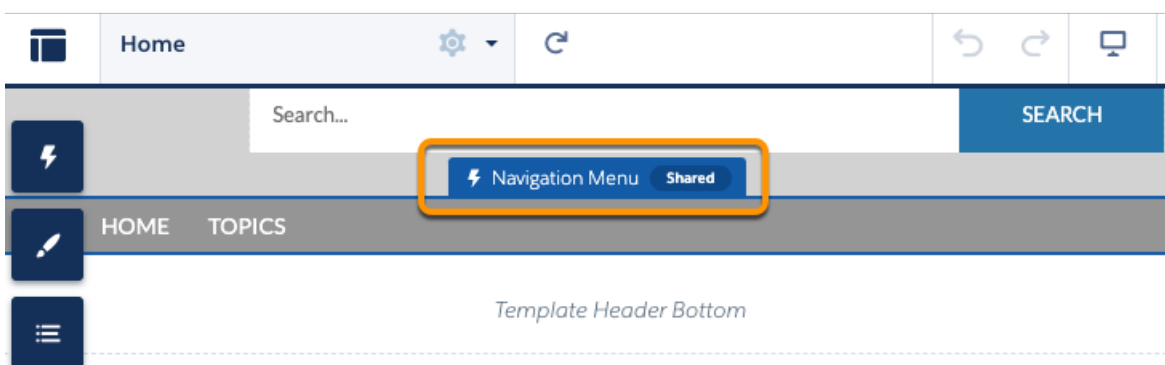 Home
Search...
SEARCH
Navigation Menu Shared
HOME TOPICS
Template Header Bottom